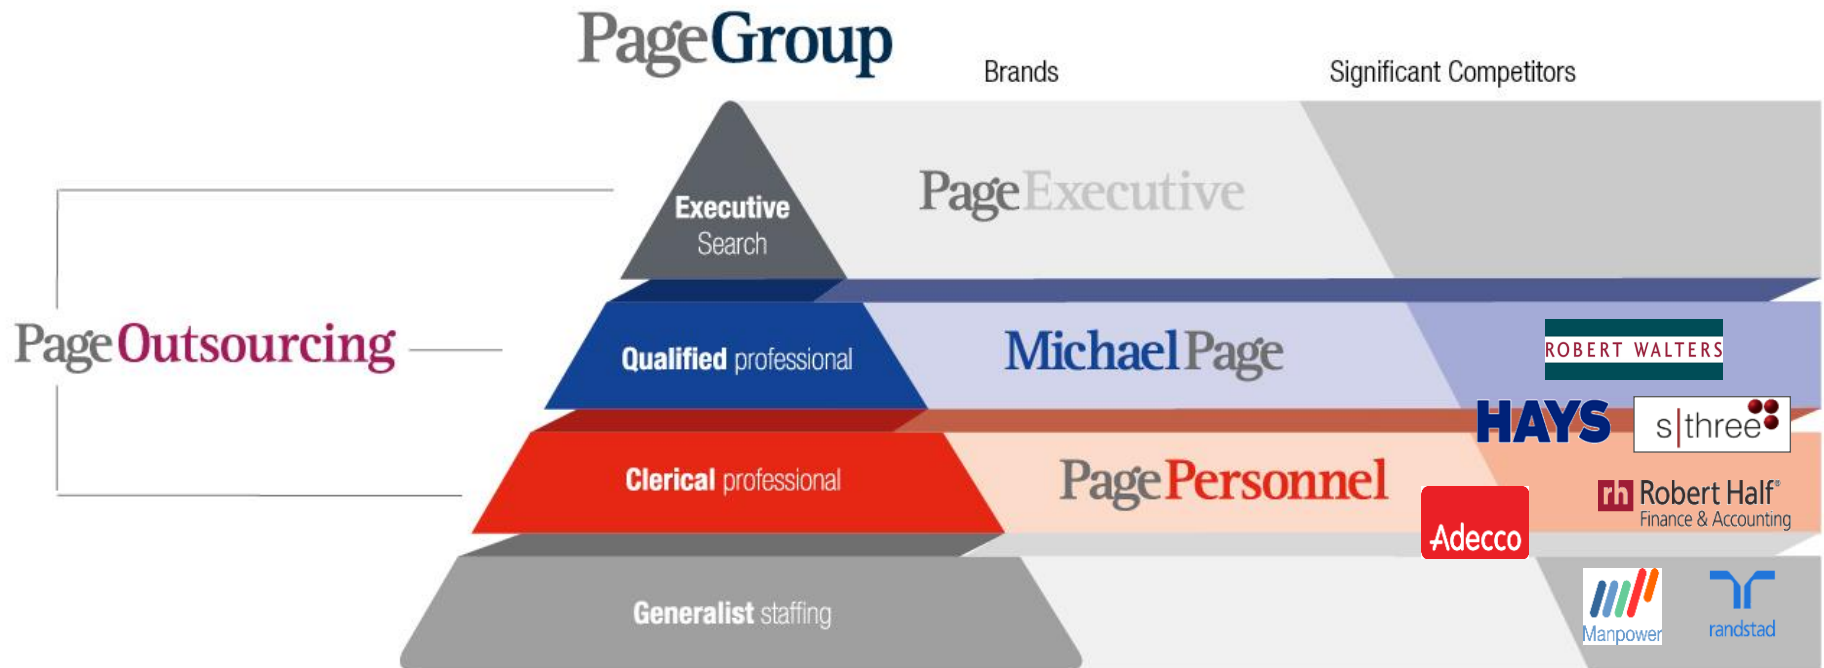 PageGroup
Brands
Significant Competitors
Executive
Search
PageExecutive
PageOutsourcing
Qualified professional
MichaelPage
ROBERT WALTERS
HAYS
s|three
Clerical professional
PagePersonnel
Adecco
rh Robert Half®
Finance & Accounting
Generalist staffing
Manpower
randstad